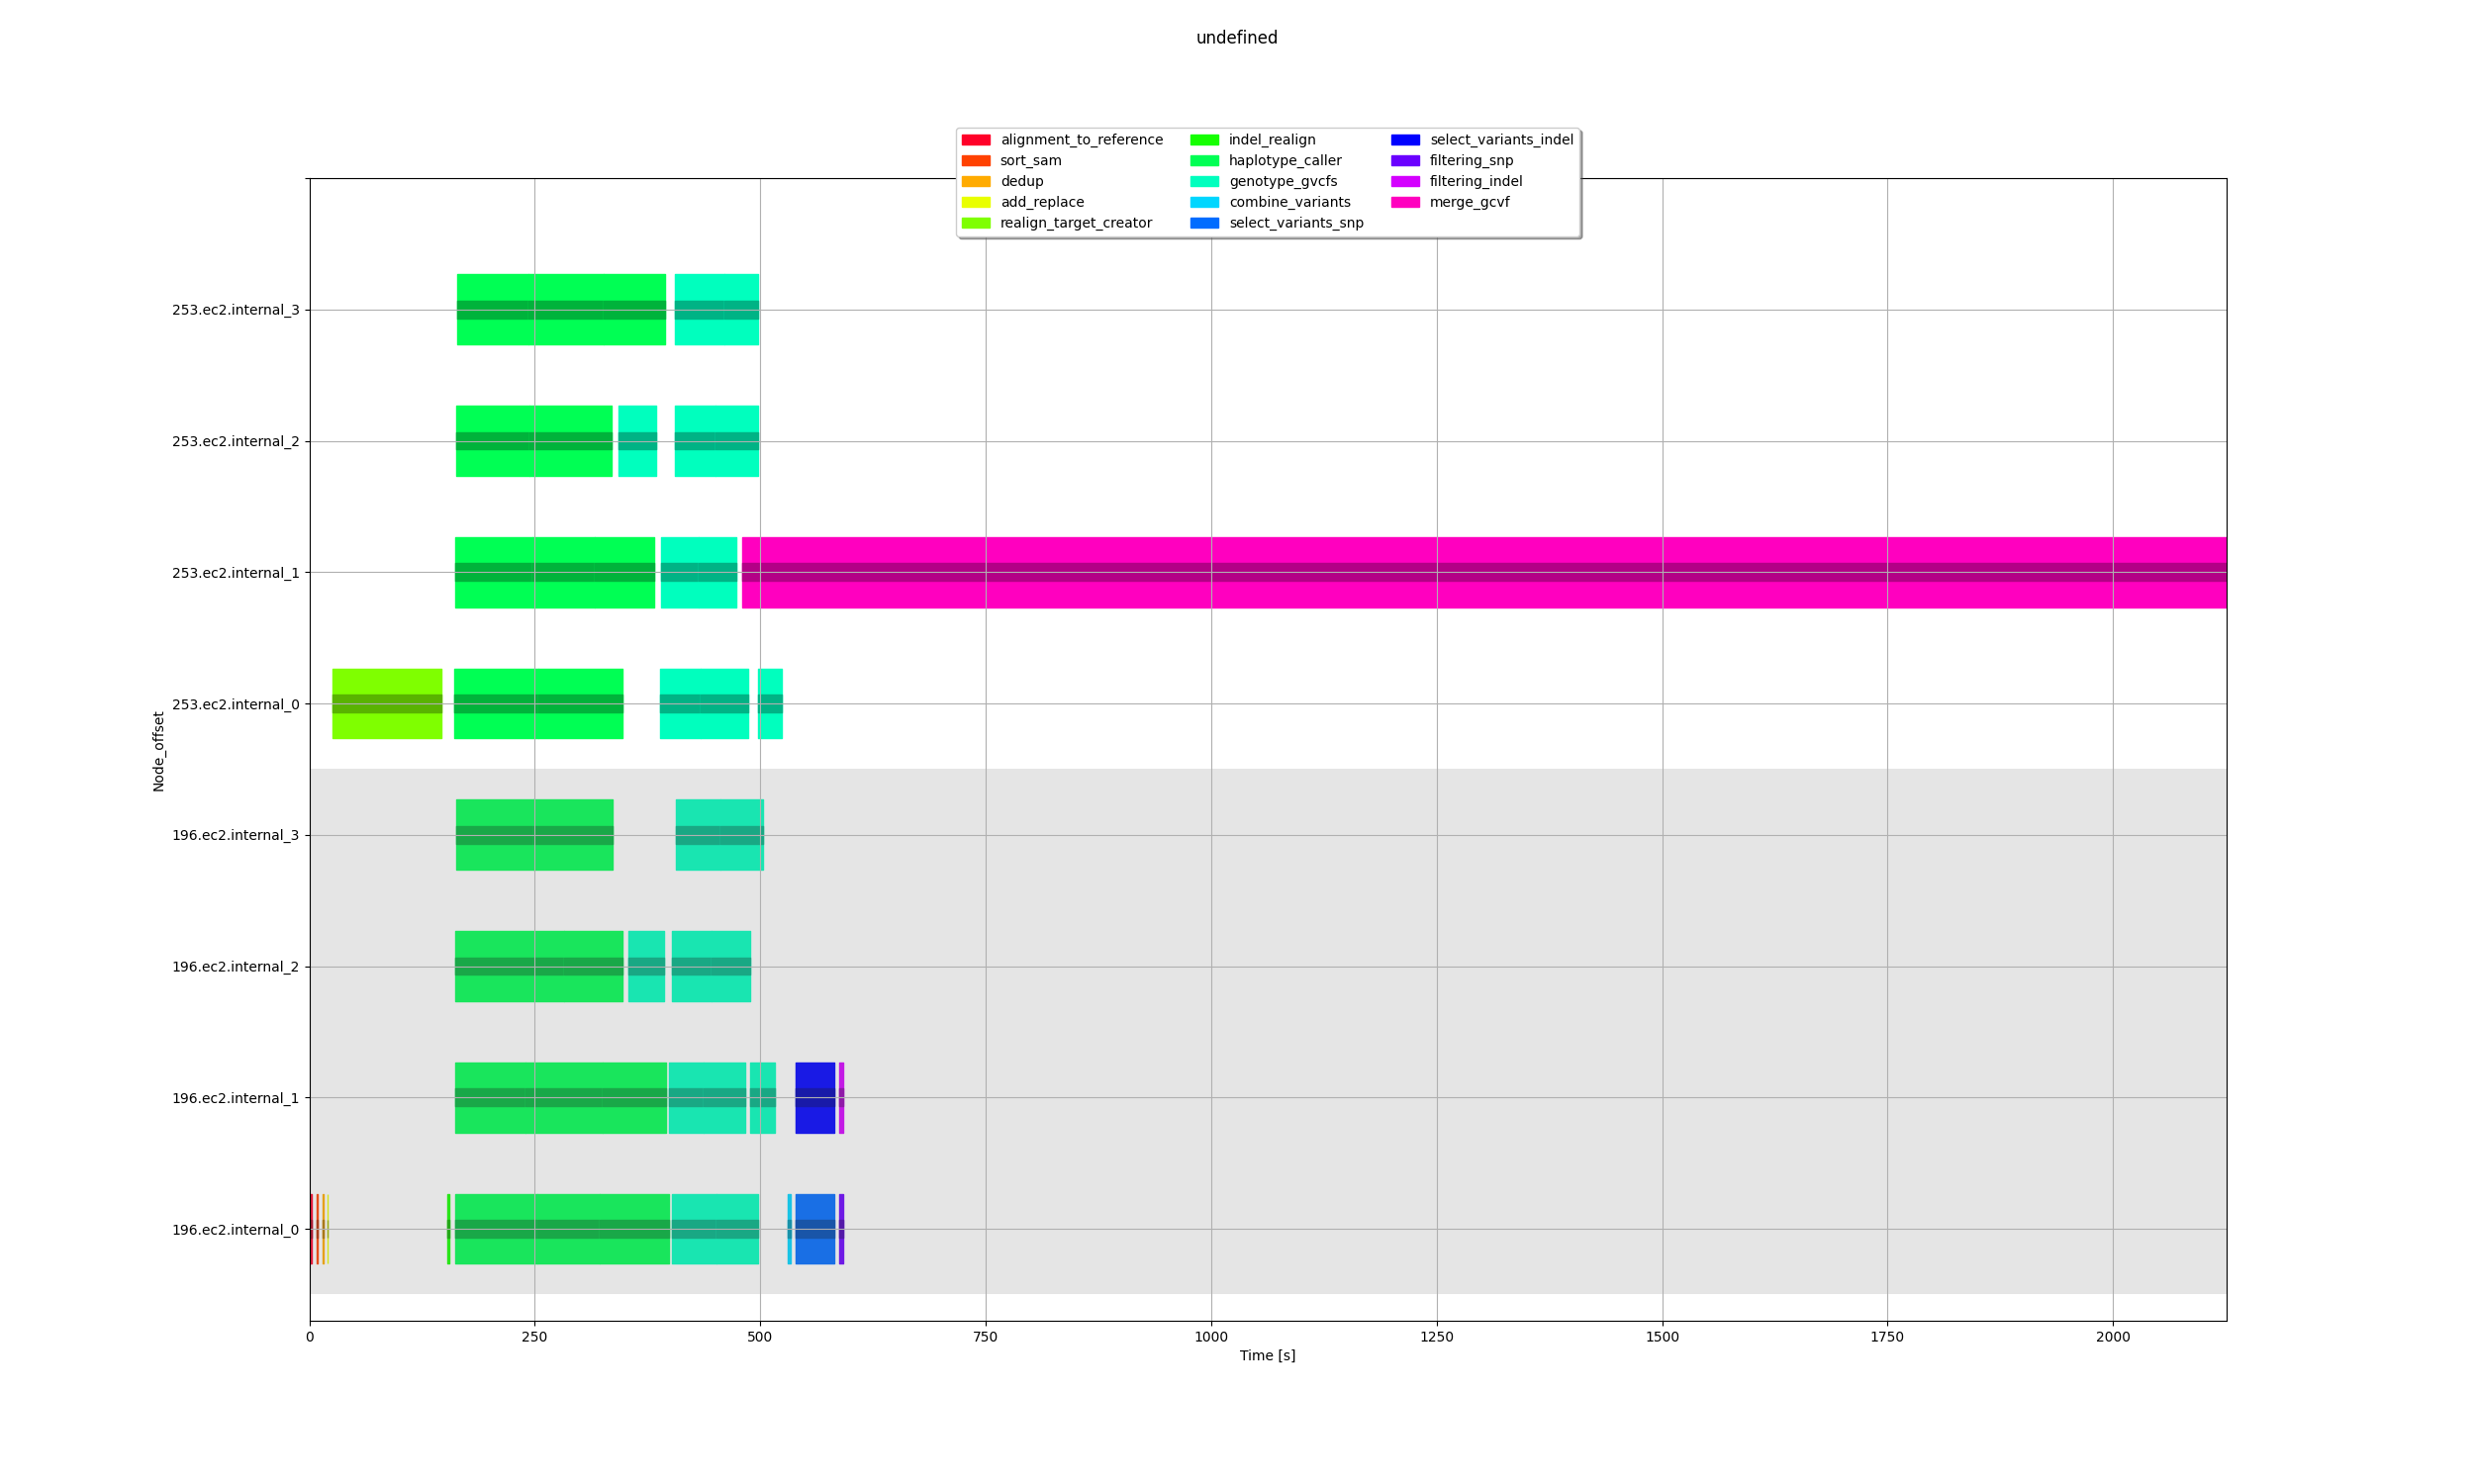 undefined
alignment_to_reference
sort_sam
dedup
add_replace
realign_target_creator
indel_realign
haplotype_caller
genotype_gvcfs
combine_variants
select_variants_snp
select_variants_indel
filtering_snp
filtering_indel
merge_gcvf
253.ec2.internal_3
253.ec2.internal_2
253.ec2.internal_1
253.ec2.internal_0
196.ec2.internal_3
196.ec2.internal_2
196.ec2.internal_1
196.ec2.internal_0
Node_offset
0 250 500 750 1000 1250 1500 1750 2000
Time [s]